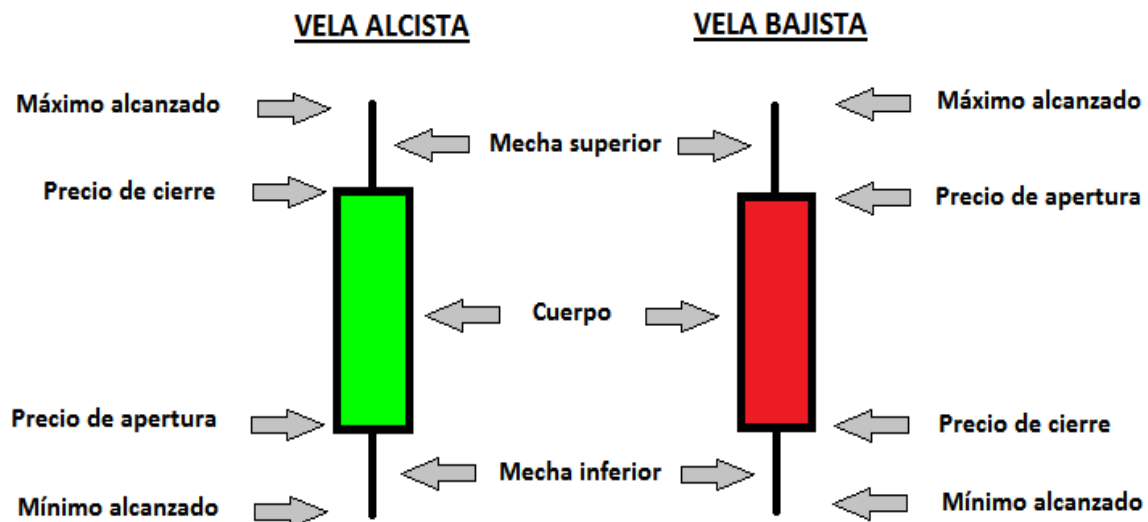 VELA ALCISTA
VELA BAJISTA
Máximo alcanzado
Máximo alcanzado
Mecha superior
Precio de cierre
Precio de apertura
Cuerpo
Precio de apertura
Precio de cierre
Mecha inferior
Mínimo alcanzado
Mínimo alcanzado